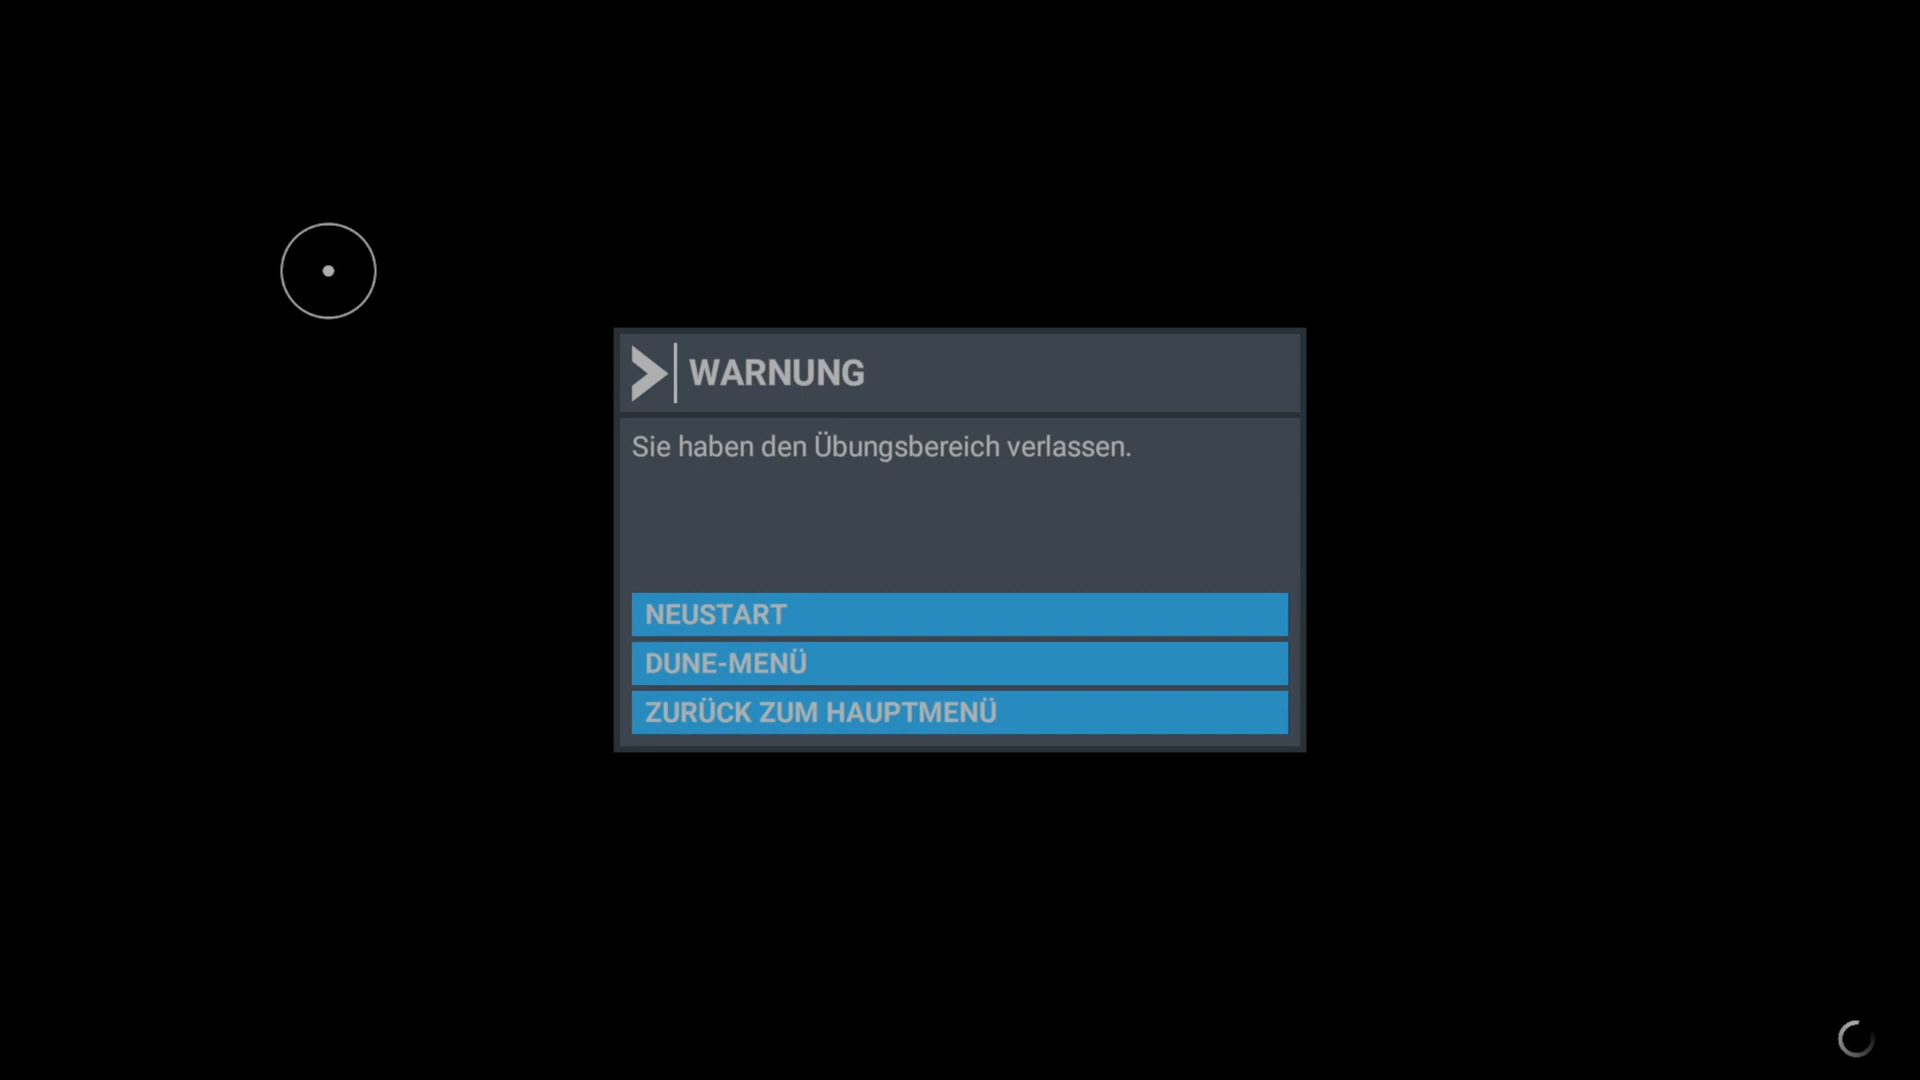 WARNUNG
Sie haben den Übungsbereich verlassen.
NEUSTART
DUNE-MENÜ
ZURÜCK ZUM HAUPTMENÜ